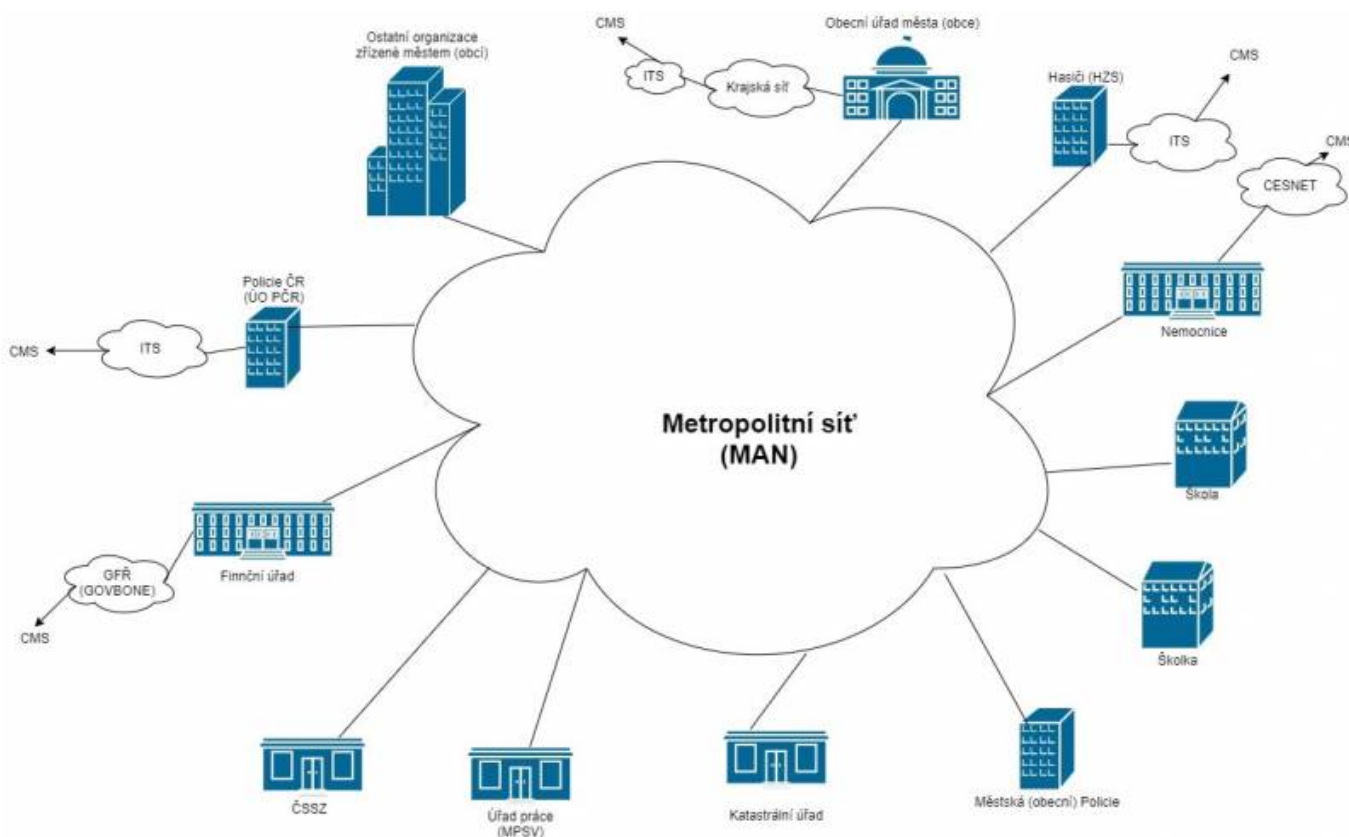 Ostatní organizace
zřízené městem (obcí)
CMS
ITS
Krajská síť
Obecní úřad města (obce)
Hasiči (HZS)
CMS
ITS
CMS
CESNET
Nemocnice
Policie ČR
(ÚO PČR)
CMS
ITS
Metropolitní síť
(MAN)
Škola
Finnční úřad
GFŘ
(GOVBONE)
CMS
Školka
ČSSZ
Úřad práce
(MPSV)
Katastrální úřad
Městská (obecní) Policie